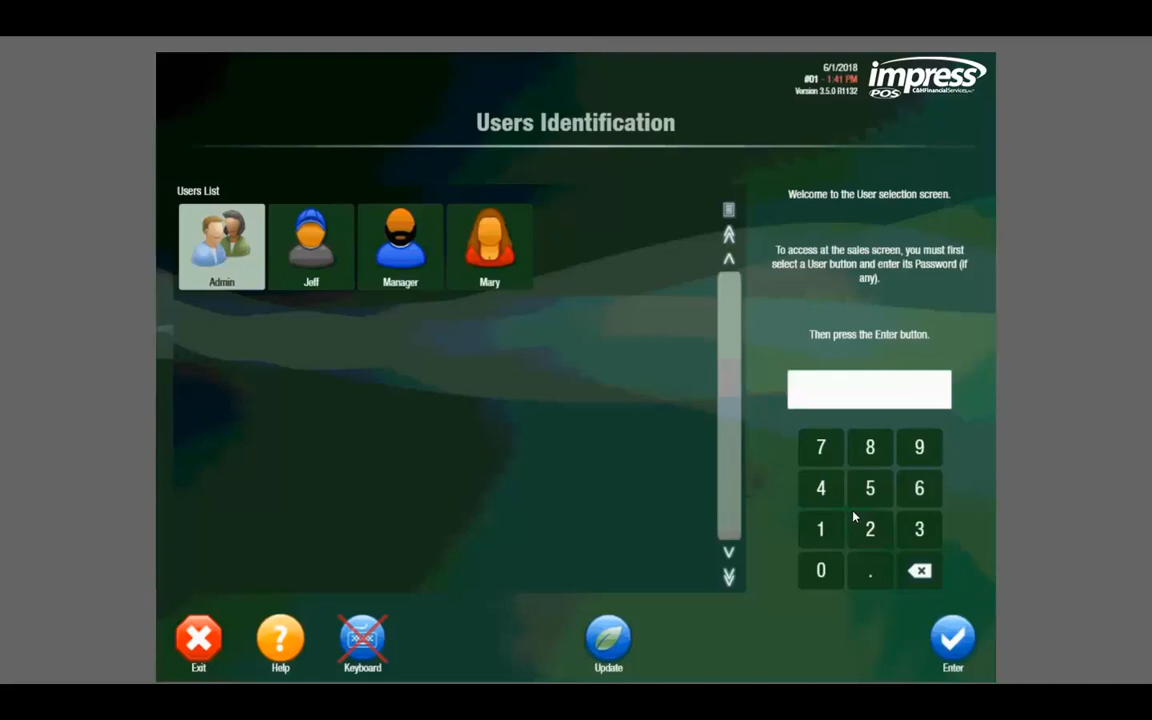 6/1/2018
#01 - 1:41 PM
Version 3.5.0 R1132
impress
POS
C&HFinancialServices
Users Identification
Users List
Admin
Jeff
Manager
Mary
Welcome to the User selection screen.
To access at the sales screen, you must first
select a User button and enter its Password (if
any).
Then press the Enter button.
7 8 9
4 5 6
1 2 3
0 .
Exit
Help
Keyboard
Update
Enter